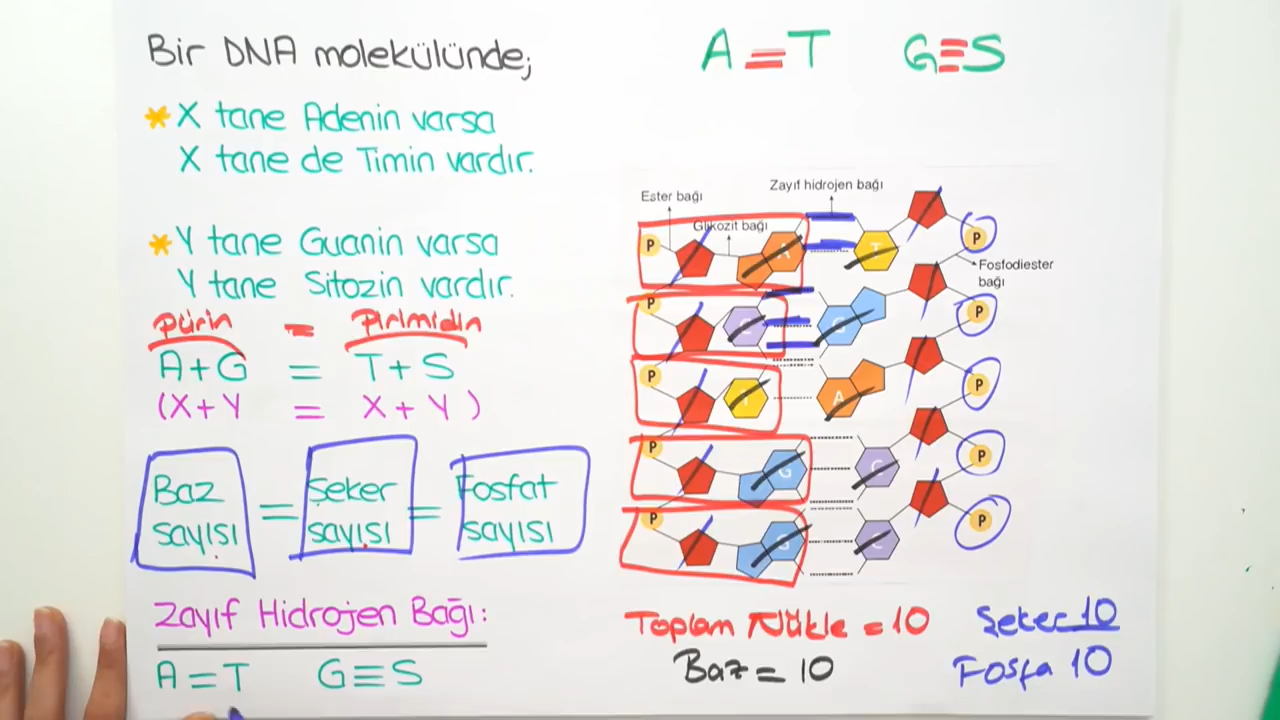 Bir DNA molekülünde;
X tane Adenin varsa
X tane de Timin vardır.
Y tane Guanin varsa
Y tane Sitozin vardır.
Pürin = Pirimidin
A+G = T+S
(X+Y = X+Y)
Baz sayısı = Şeker sayısı = Fosfat sayısı
Zayıf Hidrojen Bağı:
A=T G≡S
A=T G≡S
Ester bağı
Zayıf hidrojen bağı
Glikozit bağı
P A T P
Fosfodiester
bağı
P G P
P T A P
P G C P
P G C P
Toplam Nükle = 10
Baz = 10
Şeker 10
Fosfa 10